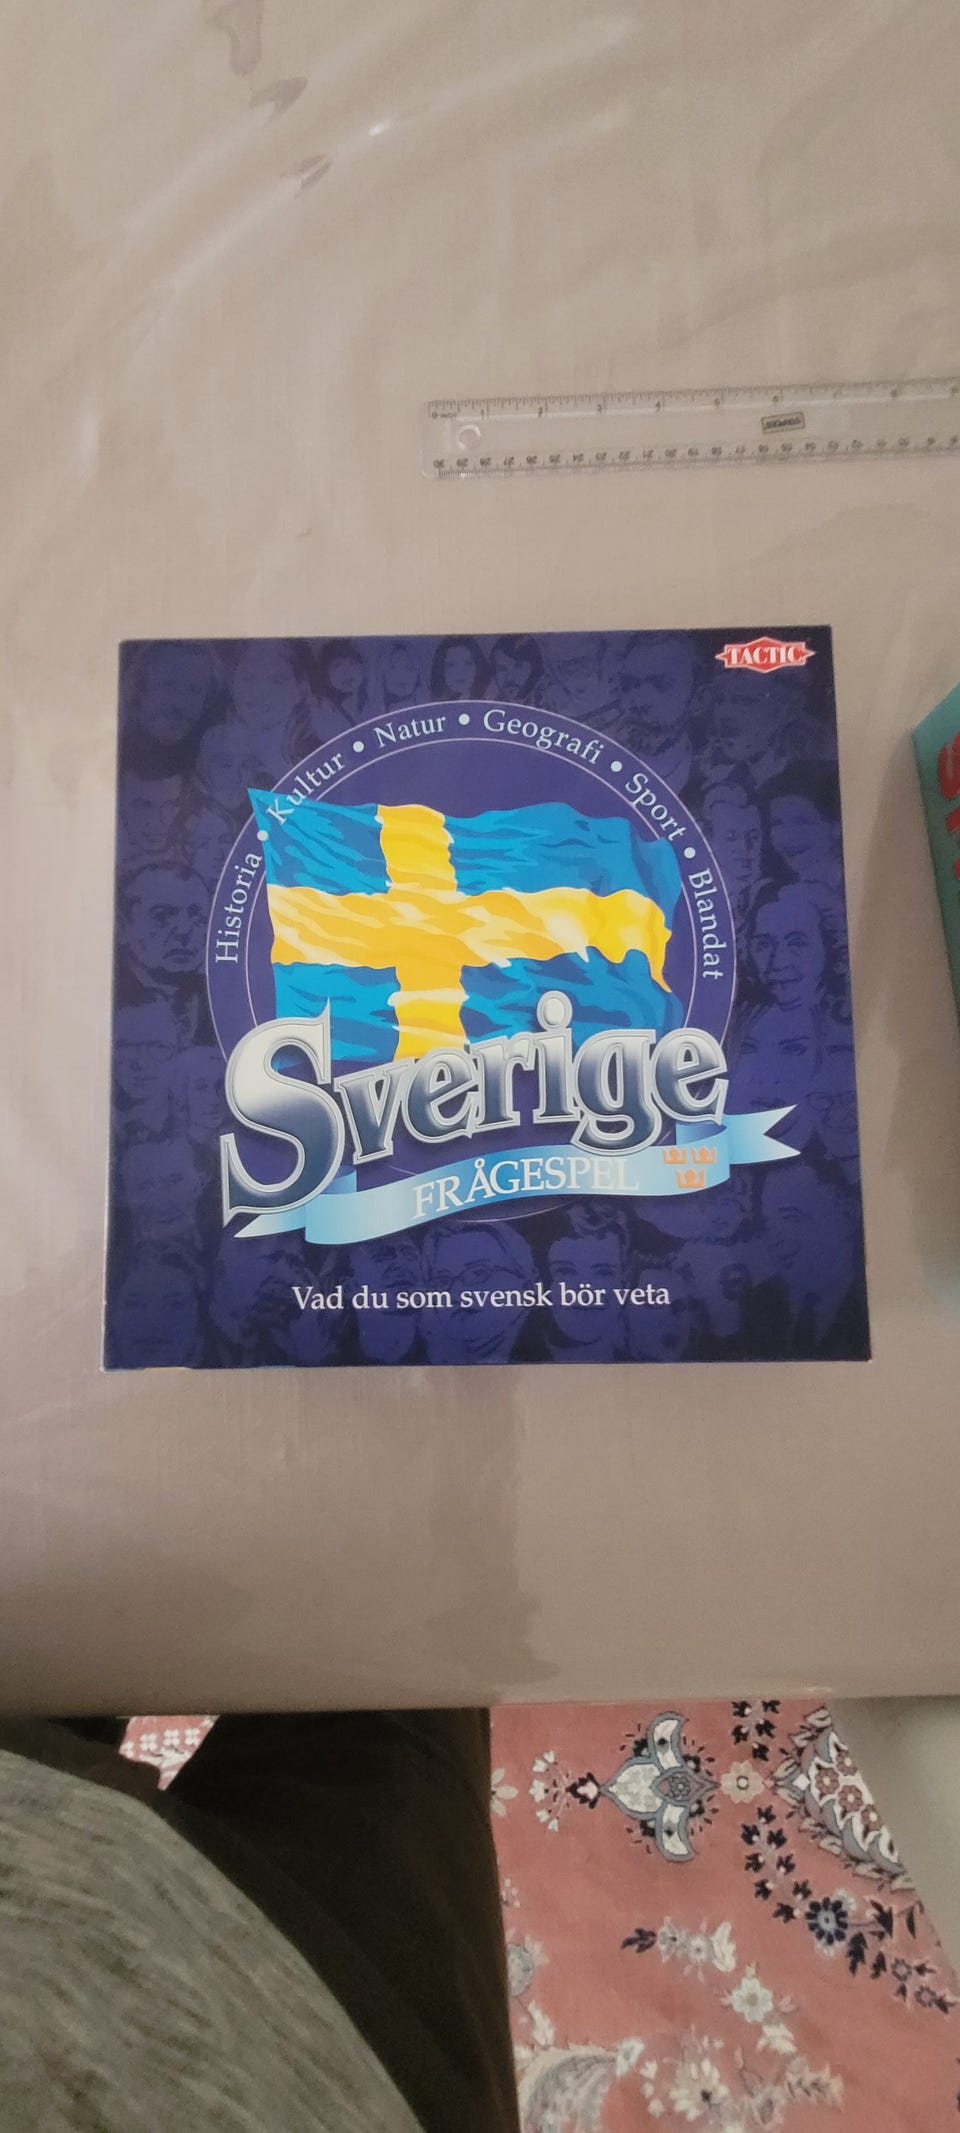 TACTIC
Historia • Kultur • Natur • Geografi • Sport • Blandat
Sverige
FRÅGESPEL
Vad du som svensk bör veta